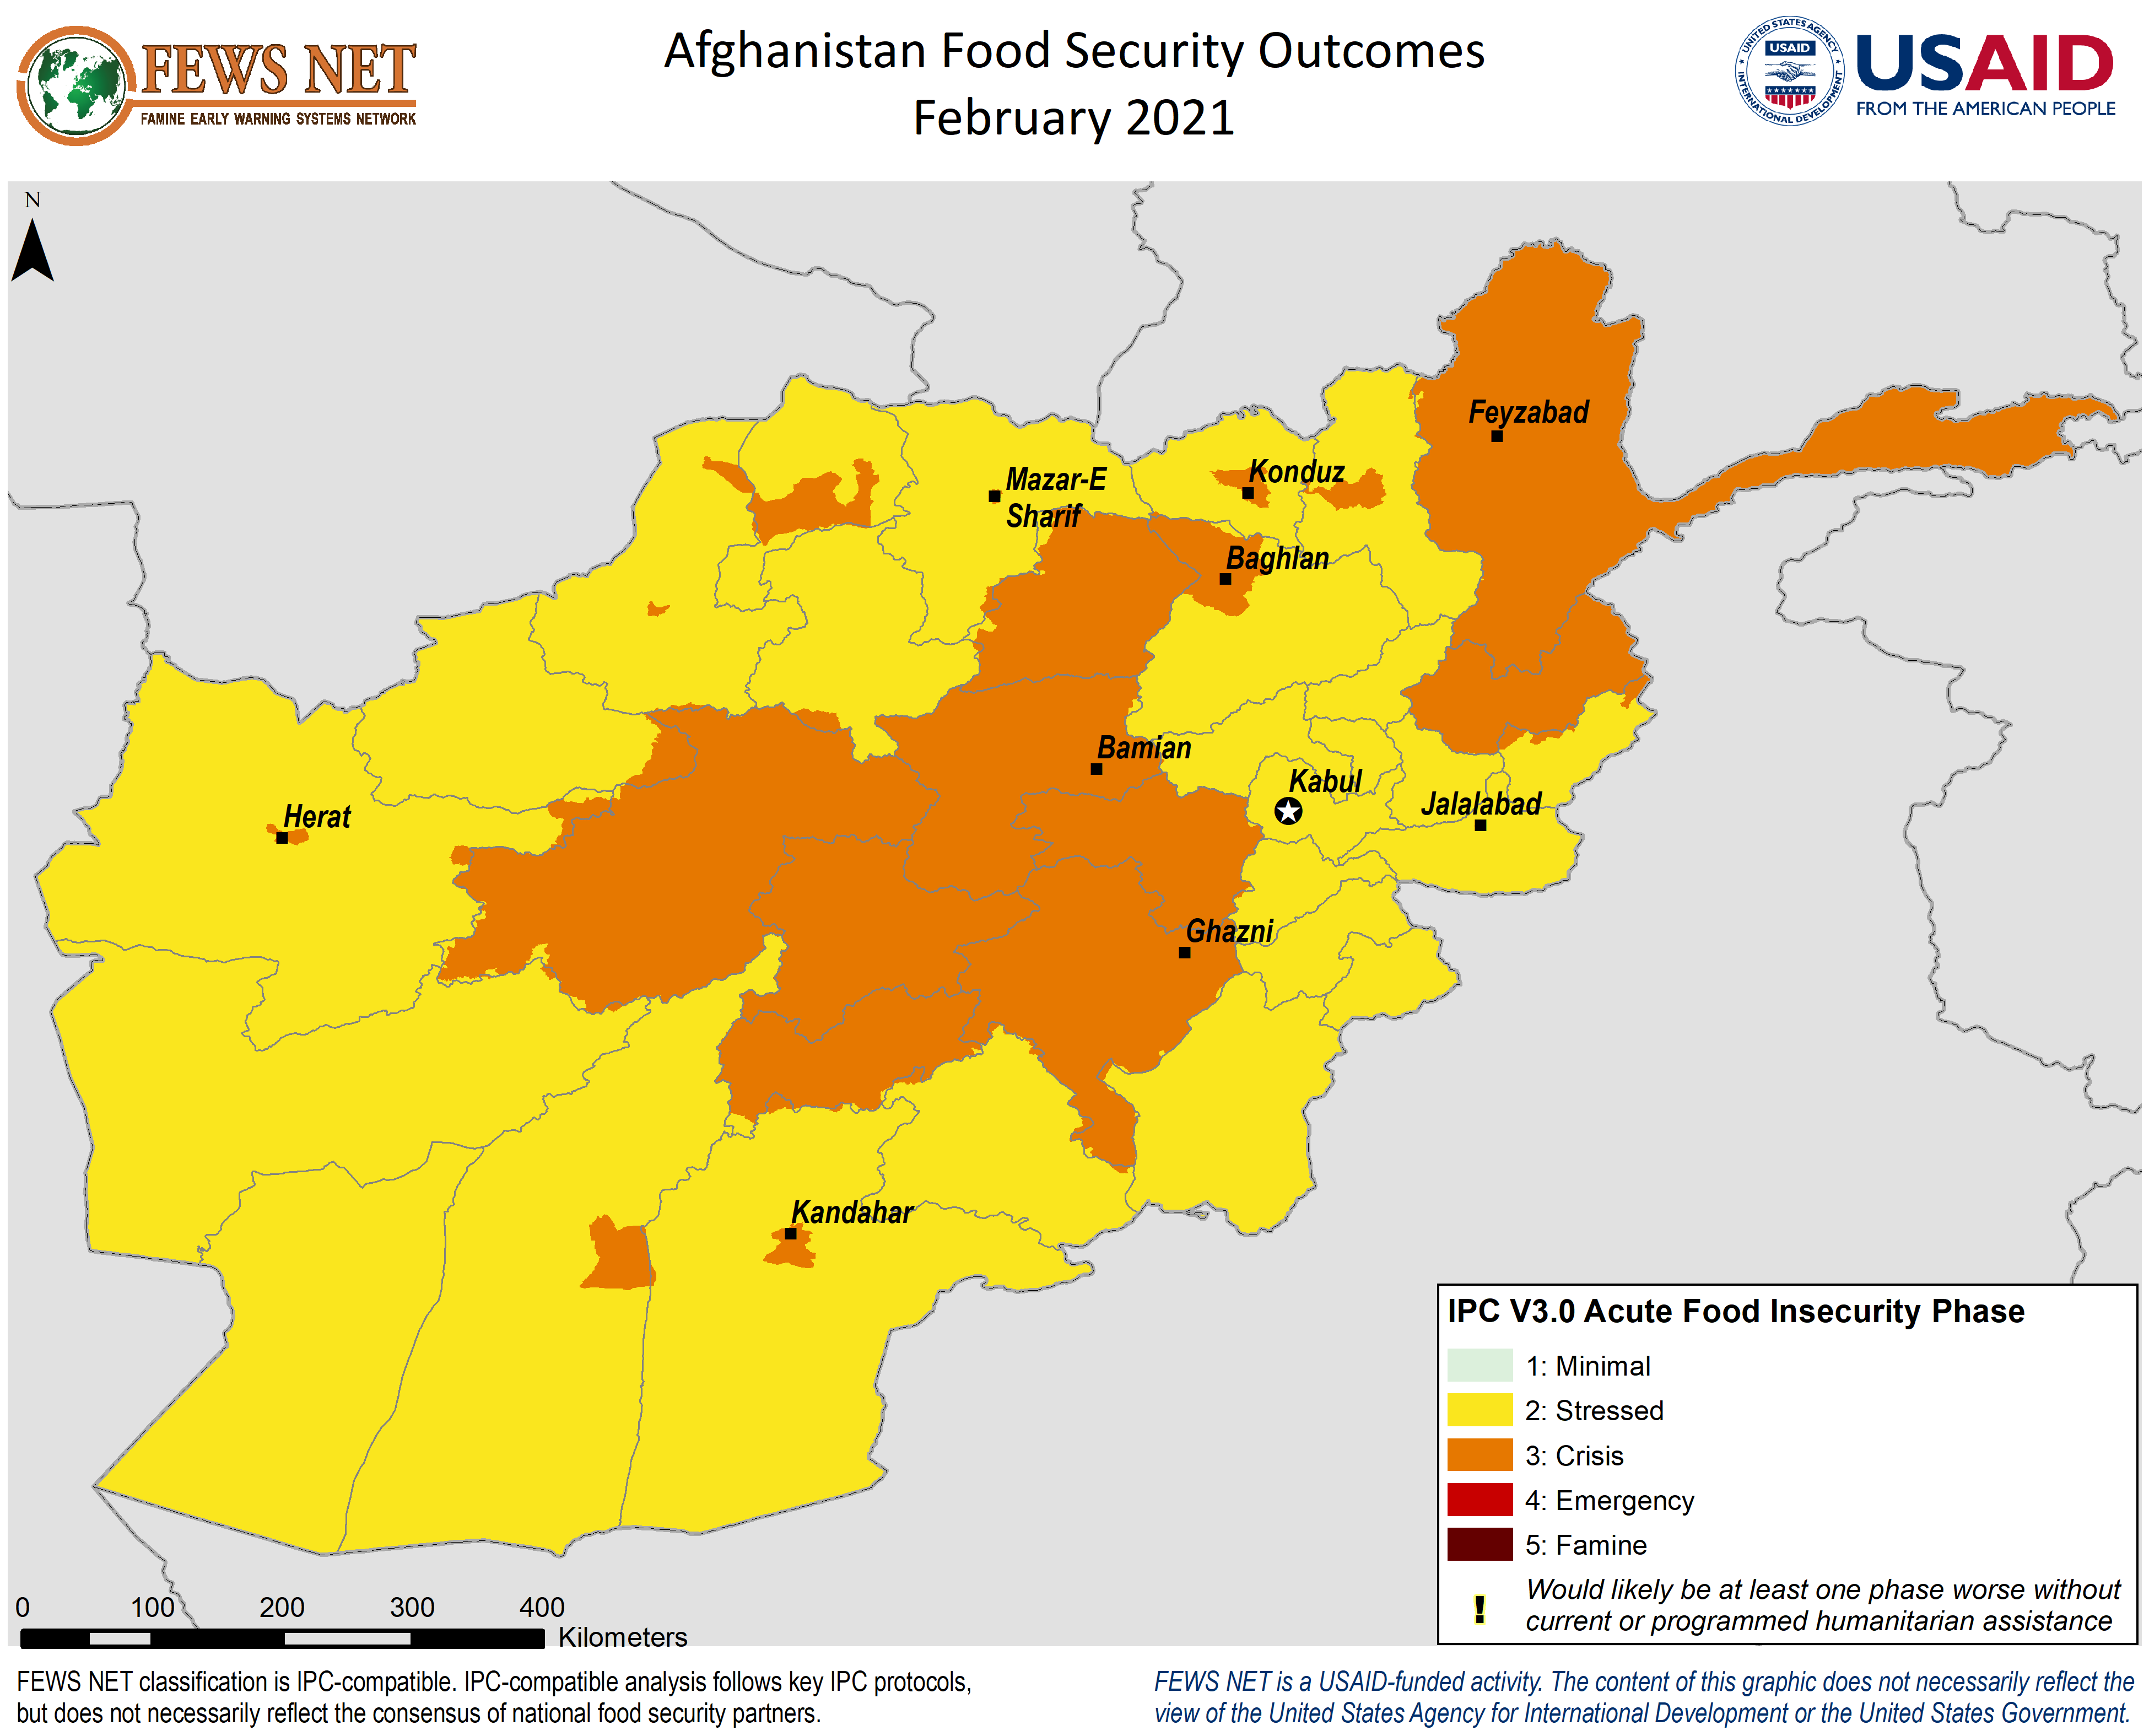 FEWS NET
FAMINE EARLY WARNING SYSTEMS NETWORK
Afghanistan Food Security Outcomes
February 2021
UNITED STATES AGENCY
USAID
INTERNATIONAL DEVELOPMENT
USAID
FROM THE AMERICAN PEOPLE
N
Feyzabad
Mazar-E
Sharif
Konduz
Baghlan
Bamian
Kabul
Herat
Jalalabad
Ghazni
Kandahar
IPC V3.0 Acute Food Insecurity Phase
1: Minimal
2: Stressed
3: Crisis
4: Emergency
5: Famine
! Would likely be at least one phase worse without
current or programmed humanitarian assistance
0 100 200 300 400
Kilometers
FEWS NET classification is IPC-compatible. IPC-compatible analysis follows key IPC protocols,
but does not necessarily reflect the consensus of national food security partners.
FEWS NET is a USAID-funded activity. The content of this graphic does not necessarily reflect the
view of the United States Agency for International Development or the United States Government.